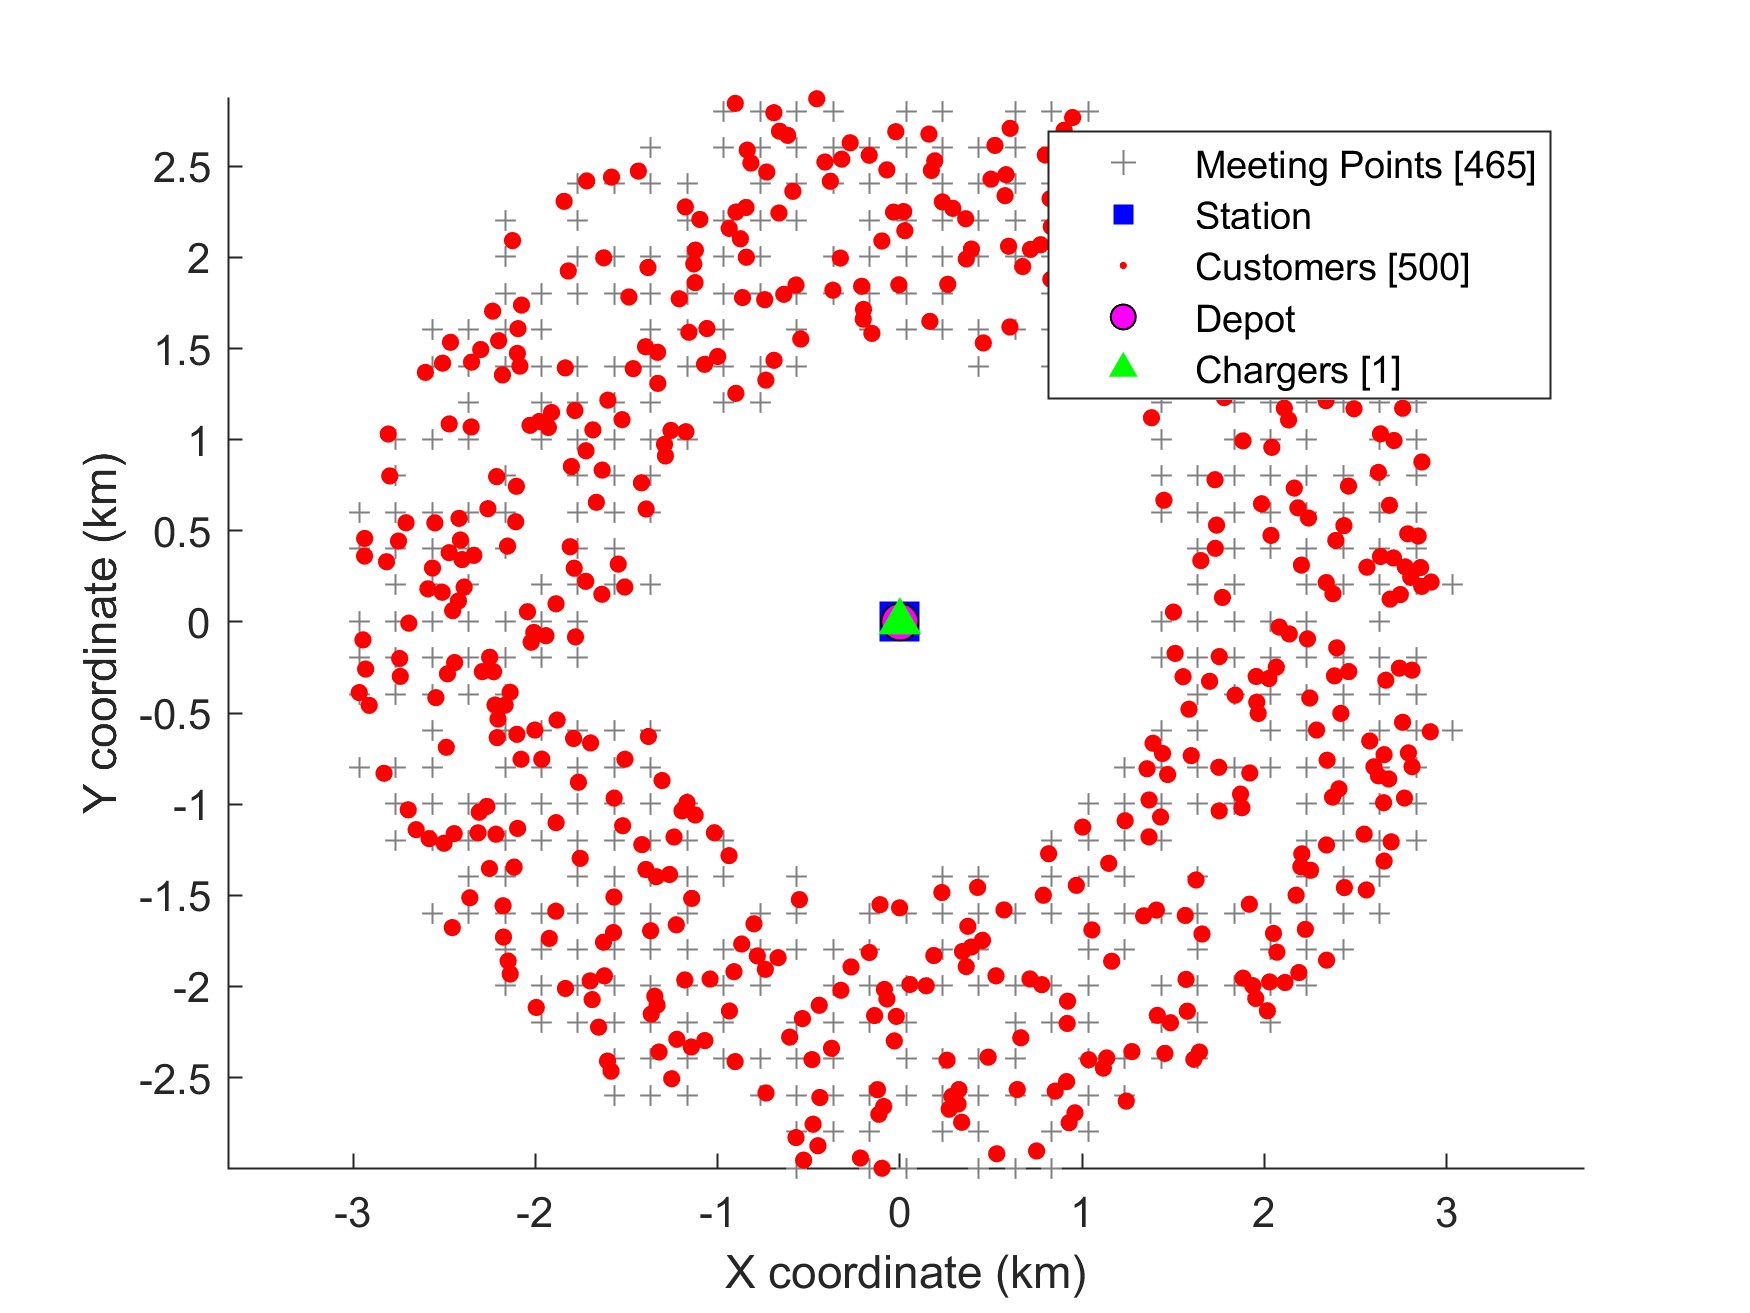 2.5
2
1.5
1
0.5
0
-0.5
-1
-1.5
-2
-2.5
Y coordinate (km)
Meeting Points [465]
Station
Customers [500]
Depot
Chargers [1]
-3 -2 -1 0 1 2 3
X coordinate (km)